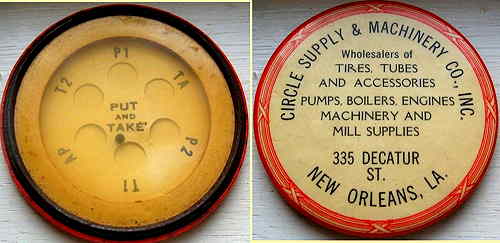 P1
TA
P2
T1
AP
T2
PUT
AND
TAKE
CIRCLE SUPPLY & MACHINERY CO., INC.
Wholesalers of
TIRES, TUBES
AND ACCESSORIES
PUMPS, BOILERS, ENGINES
MACHINERY AND
MILL SUPPLIES
335 DECATUR
ST.
NEW ORLEANS, LA.